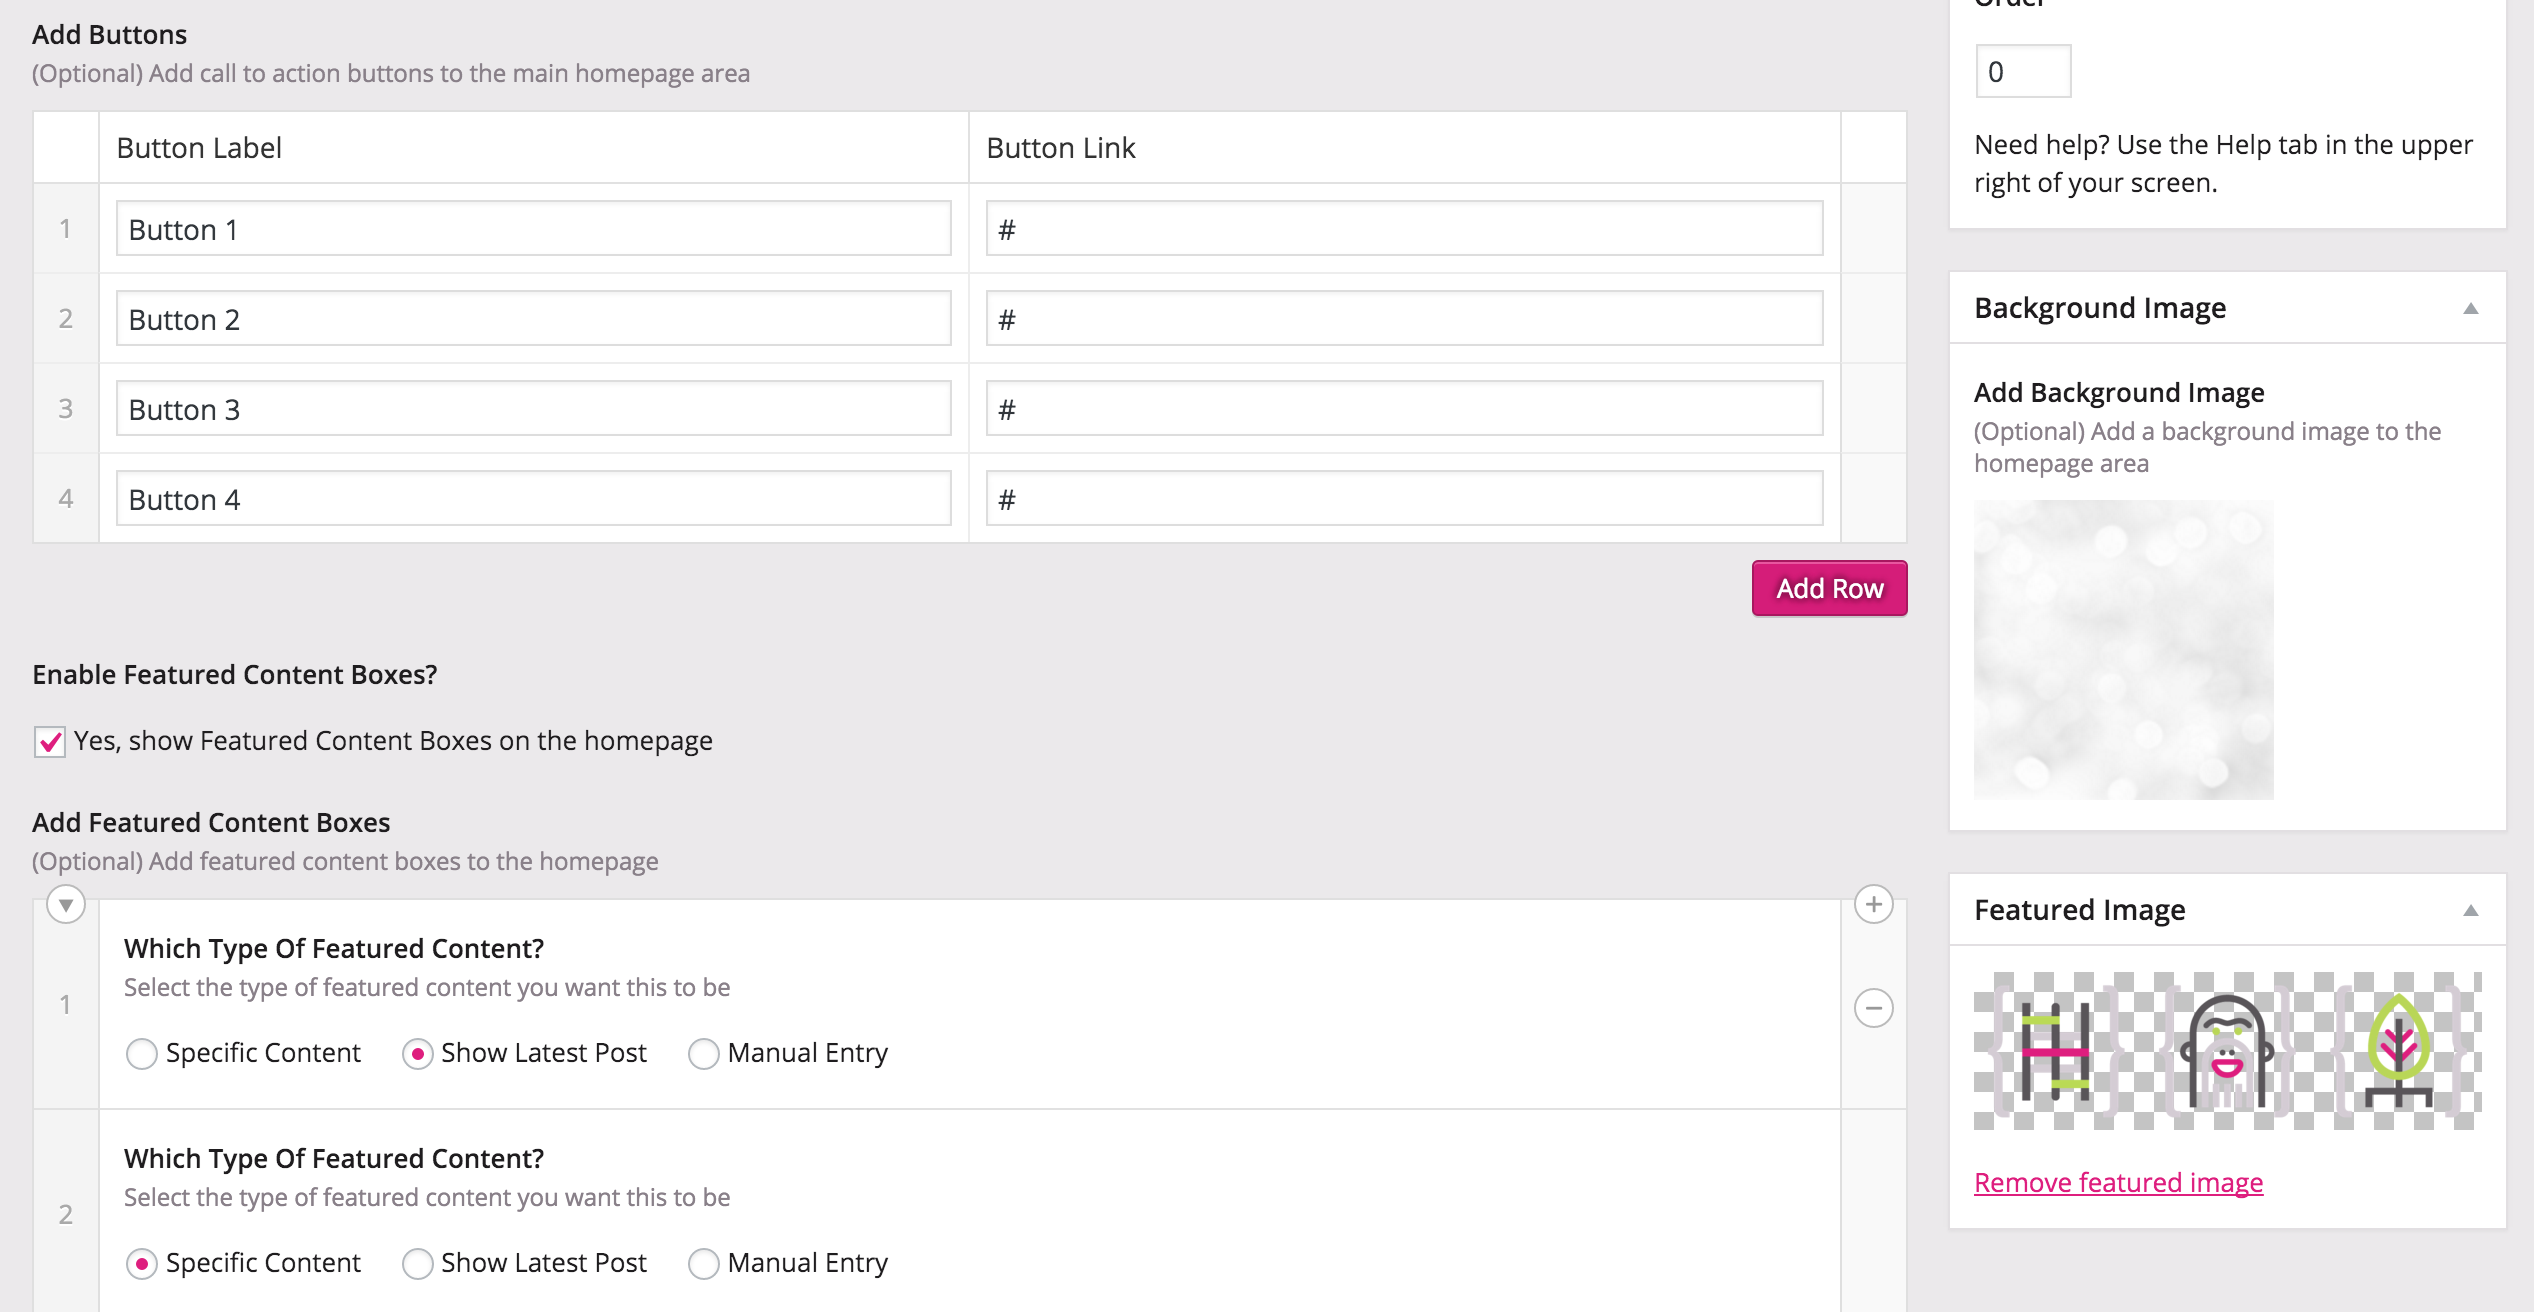 Add Buttons
(Optional) Add call to action buttons to the main homepage area
Button Label
Button Link
1
Button 1
#
2
Button 2
#
3
Button 3
#
4
Button 4
#
Add Row
Enable Featured Content Boxes?
Yes, show Featured Content Boxes on the homepage
Add Featured Content Boxes
(Optional) Add featured content boxes to the homepage
1
Which Type Of Featured Content?
Select the type of featured content you want this to be
Specific Content
Show Latest Post
Manual Entry
2
Which Type Of Featured Content?
Select the type of featured content you want this to be
Specific Content
Show Latest Post
Manual Entry
Order
0
Need help? Use the Help tab in the upper
right of your screen.
Background Image
Add Background Image
(Optional) Add a background image to the
homepage area
Featured Image
Remove featured image